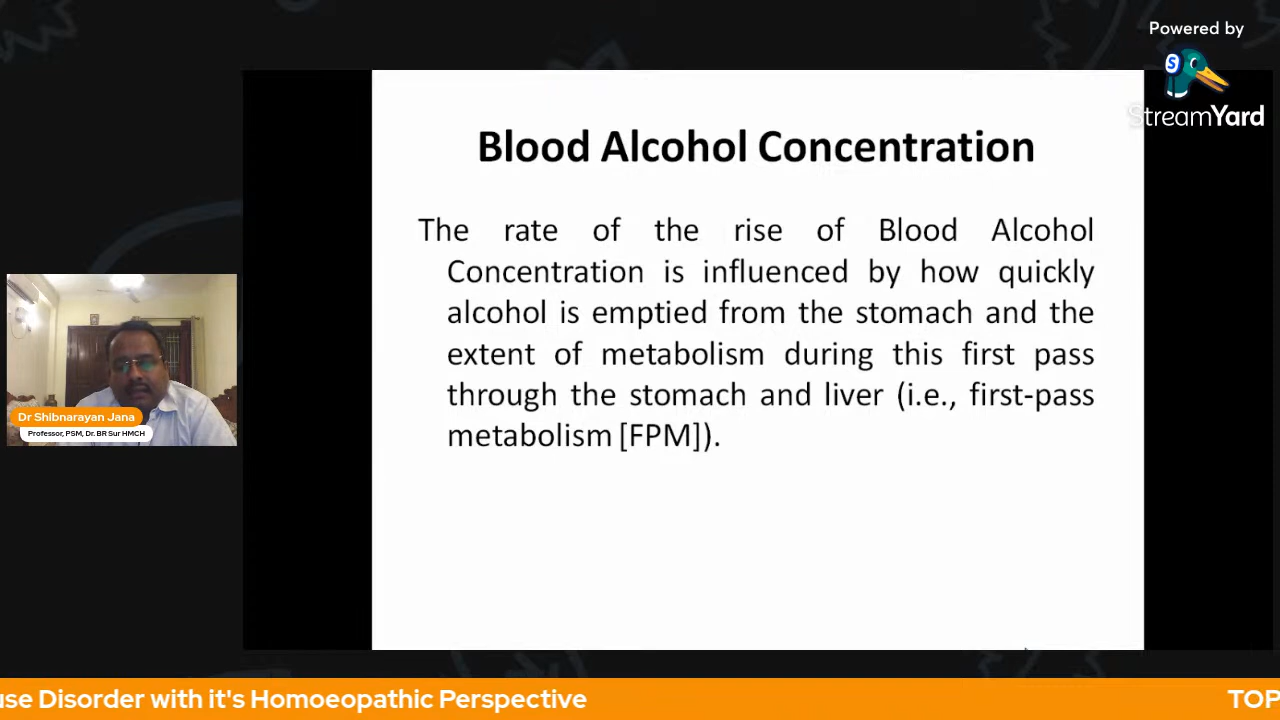 Powered by
StreamYard
Blood Alcohol Concentration
The rate of the rise of Blood Alcohol
Concentration is influenced by how quickly
alcohol is emptied from the stomach and the
extent of metabolism during this first pass
through the stomach and liver (i.e., first-pass
metabolism [FPM]).
Dr Shibnarayan Jana
Professor, PSM, Dr. BR Sur HMCH
use Disorder with it's Homoeopathic Perspective
TOP